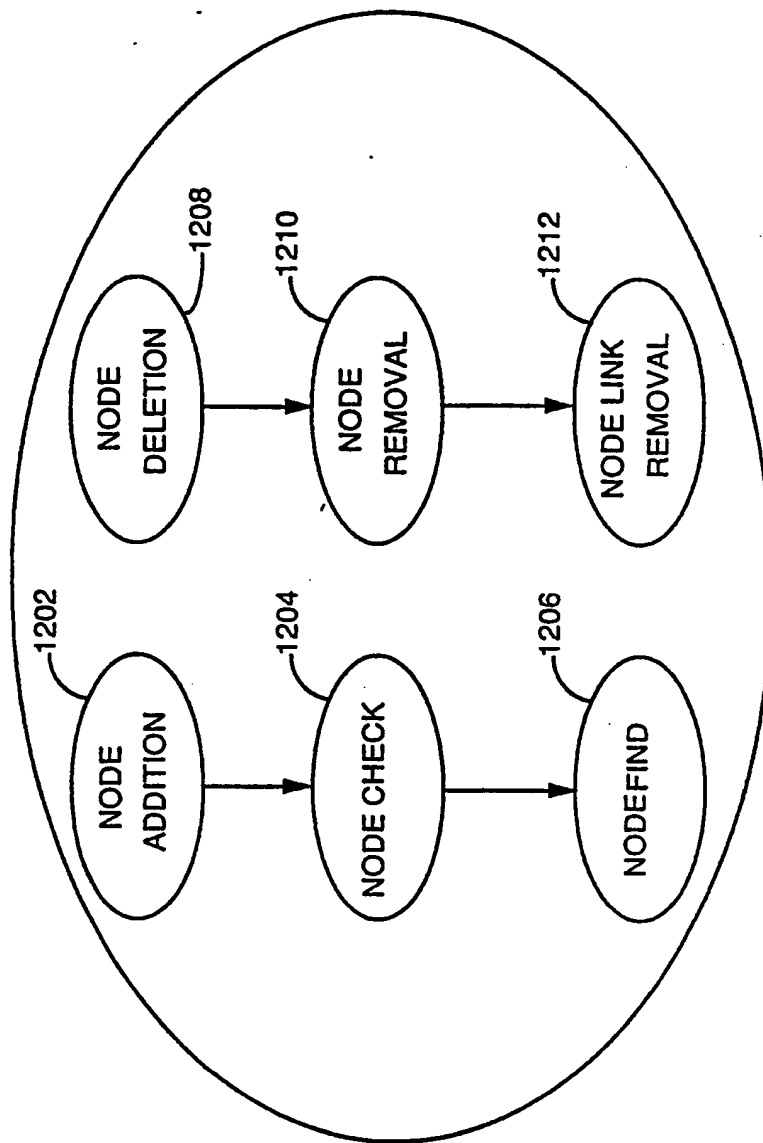 1202
NODE
ADDITION
1204
NODE CHECK
1206
NODEFIND
1208
NODE
DELETION
1210
NODE
REMOVAL
1212
NODE LINK
REMOVAL